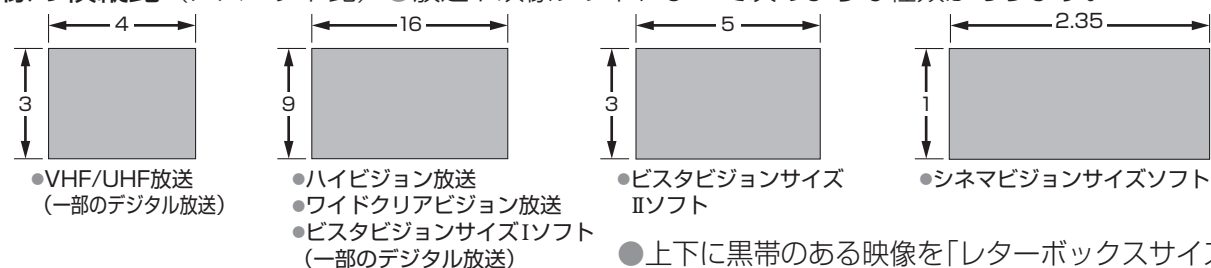 4
3
●VHF/UHF放送
(一部のデジタル放送)
16
9
●ハイビジョン放送
●ワイドクリアビジョン放送
●ビスタビジョンサイズIソフト
(一部のデジタル放送)
5
3
●ビスタビジョンサイズ
IIソフト
2.35
1
●シネマビジョンサイズソフト
●上下に黒帯のある映像を「レターボックスサイズ